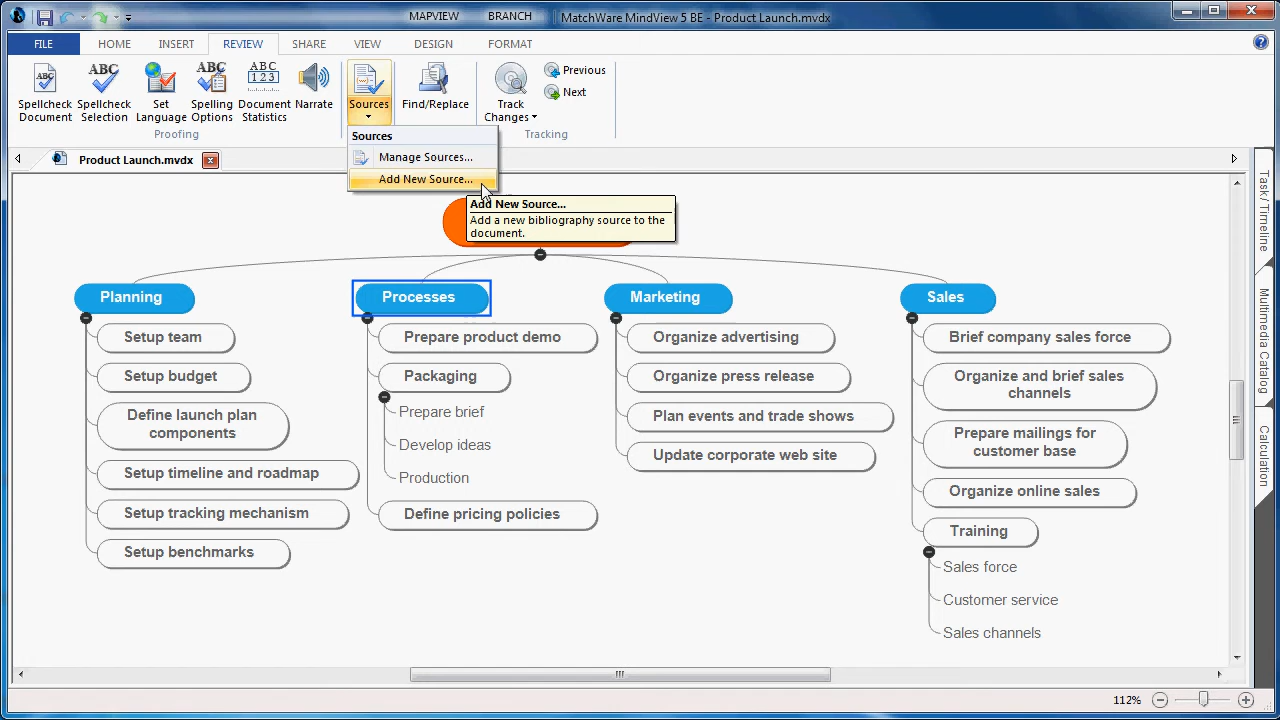 MAPVIEW
BRANCH
MatchWare MindView 5 BE - Product Launch.mvdx
FILE
HOME
INSERT
REVIEW
SHARE
VIEW
DESIGN
FORMAT
Spellcheck Document
Spellcheck Selection
Set Language
ABC
Spelling Options
ABC
1 2 3
Document Statistics
Narrate
Sources
Find/Replace
Track Changes
Previous
Next
Proofing
Tracking
Sources
Manage Sources...
Add New Source...
Add New Source...
Add a new bibliography source to the
document.
Product Launch.mvdx
Planning
Setup team
Setup budget
Define launch plan
components
Setup timeline and roadmap
Setup tracking mechanism
Setup benchmarks
Processes
Prepare product demo
Packaging
Prepare brief
Develop ideas
Production
Define pricing policies
Marketing
Organize advertising
Organize press release
Plan events and trade shows
Update corporate web site
Sales
Brief company sales force
Organize and brief sales
channels
Prepare mailings for
customer base
Organize online sales
Training
Sales force
Customer service
Sales channels
Task / Timeline
Multimedia Catalog
Calculation
112%